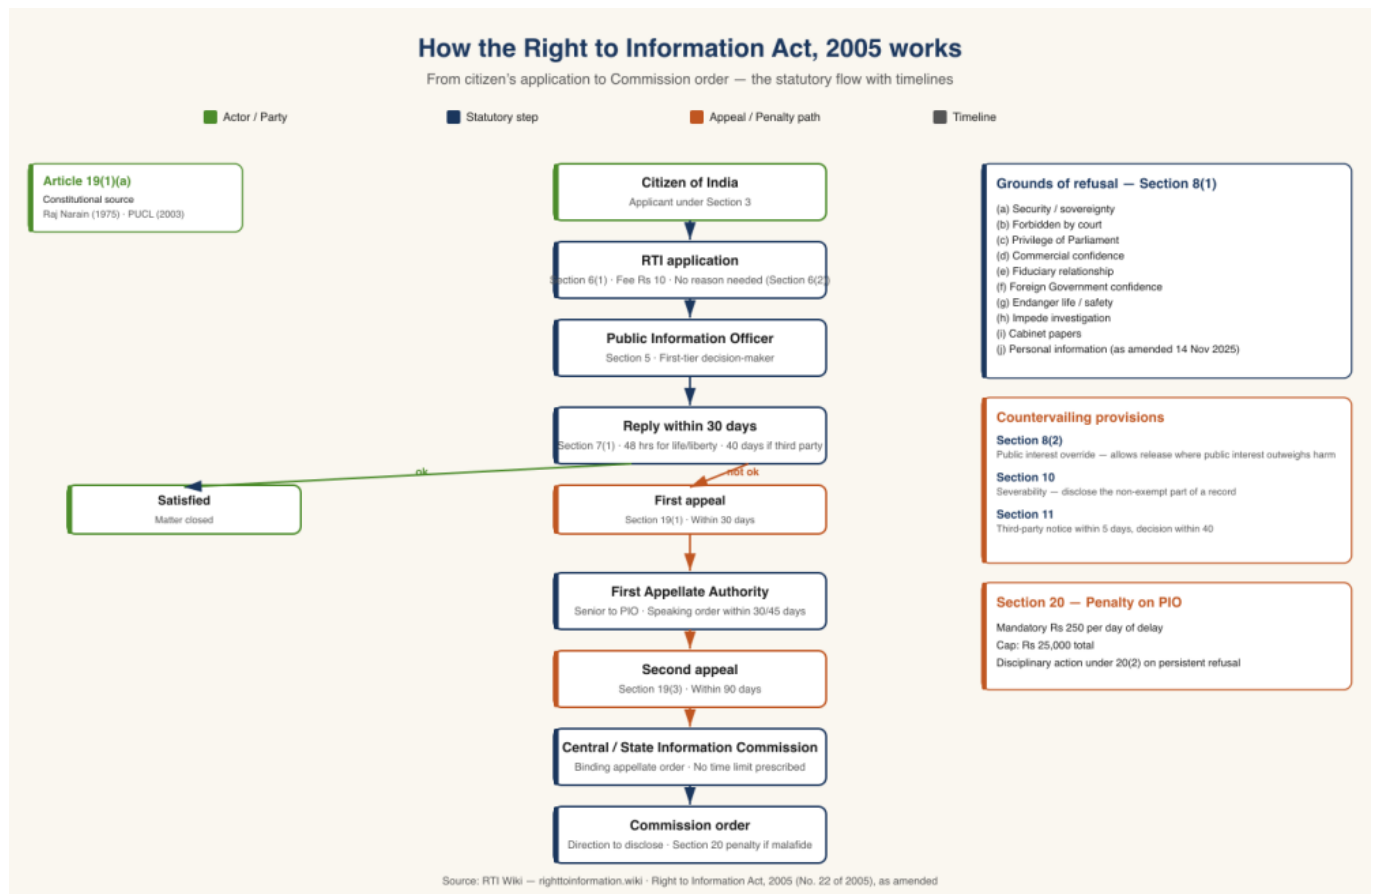 How the Right to Information Act, 2005 works
From citizen's application to Commission order — the statutory flow with timelines
Actor / Party
Statutory step
Appeal / Penalty path
Timeline
Article 19(1)(a)
Constitutional source
Raj Narain (1975) · PUCL (2003)
Citizen of India
Applicant under Section 3
RTI application
Section 6(1) · Fee Rs 10 · No reason needed (Section 6(2))
Public Information Officer
Section 5 · First-tier decision-maker
Reply within 30 days
Section 7(1) · 48 hrs for life/liberty · 40 days if third party
ok
not ok
Satisfied
Matter closed
First appeal
Section 19(1) · Within 30 days
First Appellate Authority
Senior to PIO · Speaking order within 30/45 days
Second appeal
Section 19(3) · Within 90 days
Central / State Information Commission
Binding appellate order · No time limit prescribed
Commission order
Direction to disclose · Section 20 penalty if malafide
Grounds of refusal — Section 8(1)
(a) Security / sovereignty
(b) Forbidden by court
(c) Privilege of Parliament
(d) Commercial confidence
(e) Fiduciary relationship
(f) Foreign Government confidence
(g) Endanger life / safety
(h) Impede investigation
(i) Cabinet papers
(j) Personal information (as amended 14 Nov 2025)
Countervailing provisions
Section 8(2)
Public interest override — allows release where public interest outweighs harm
Section 10
Severability — disclose the non-exempt part of a record
Section 11
Third-party notice within 5 days, decision within 40
Section 20 — Penalty on PIO
Mandatory Rs 250 per day of delay
Cap: Rs 25,000 total
Disciplinary action under 20(2) on persistent refusal
Source: RTI Wiki — righttoinformation.wiki · Right to Information Act, 2005 (No. 22 of 2005), as amended